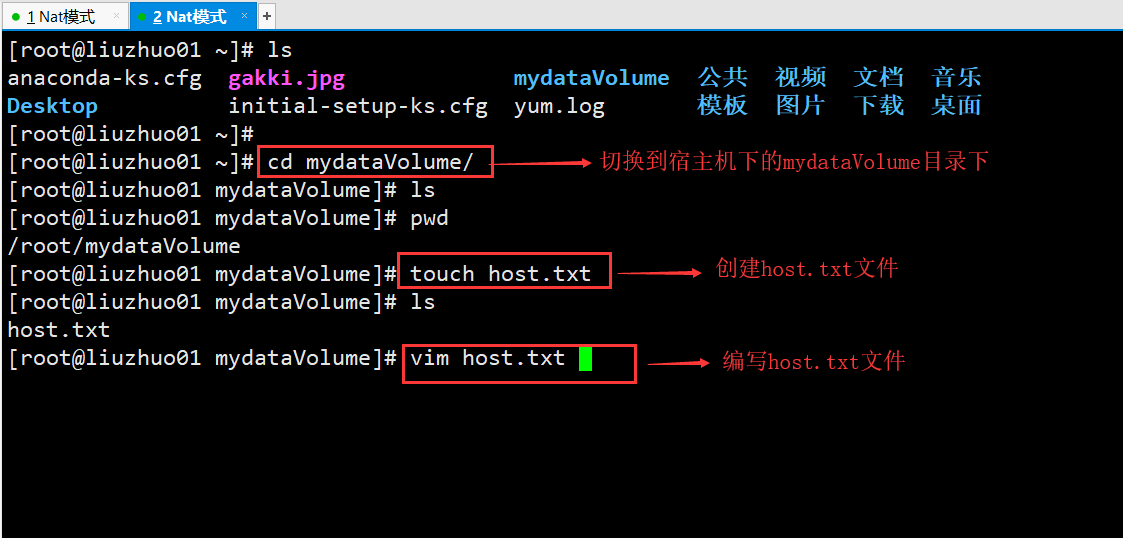 1 Nat模式 × 2 Nat模式 × +
[root@liuzhuo01 ~]# ls
anaconda-ks.cfg gakki.jpg mydataVolume 公共 视频 文档 音乐
Desktop initial-setup-ks.cfg yum.log 模板 图片 下载 桌面
[root@liuzhuo01 ~]#
[root@liuzhuo01 ~]# cd mydataVolume/ 切换到宿主机下的mydataVolume目录下
[root@liuzhuo01 mydataVolume]# ls
[root@liuzhuo01 mydataVolume]# pwd
/root/mydataVolume
[root@liuzhuo01 mydataVolume]# touch host.txt 创建host.txt文件
[root@liuzhuo01 mydataVolume]# ls
host.txt
[root@liuzhuo01 mydataVolume]# vim host.txt 编写host.txt文件